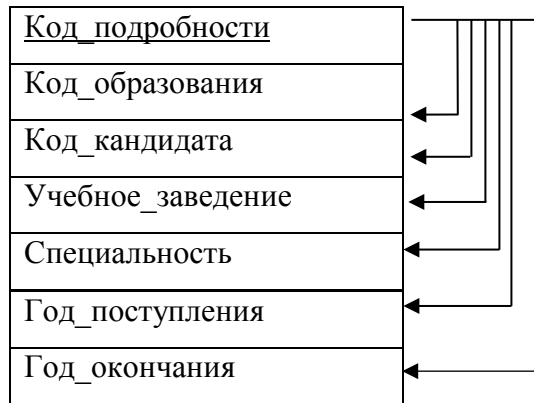 Код_подробности
Код_образования
Код_кандидата
Учебное_заведение
Специальность
Год_поступления
Год_окончания